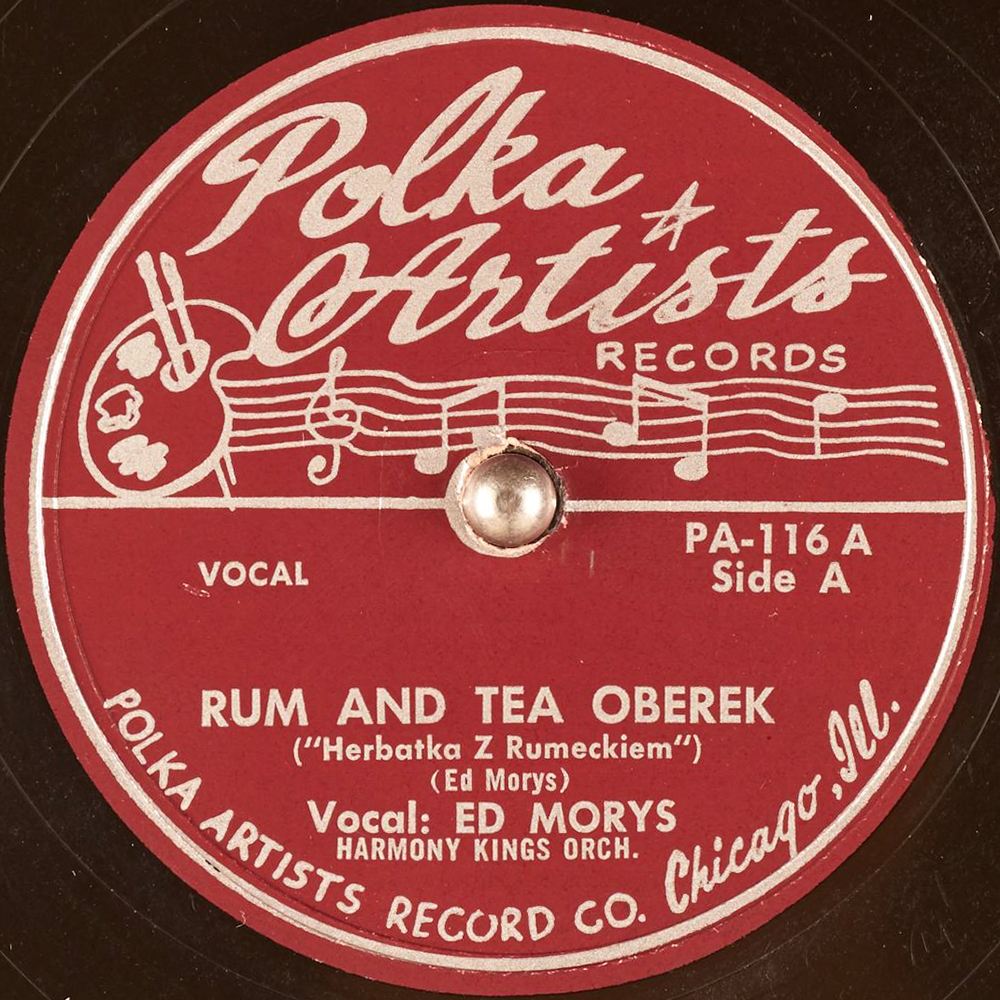 Polka
Artists
RECORDS
VOCAL
PA-116 A
Side A
RUM AND TEA OBEREK
("Herbatka Z Rumeckiem")
(Ed Morys)
Vocal: ED MORYS
HARMONY KINGS ORCH.
POLKA ARTISTS RECORD CO. Chicago, Ill.